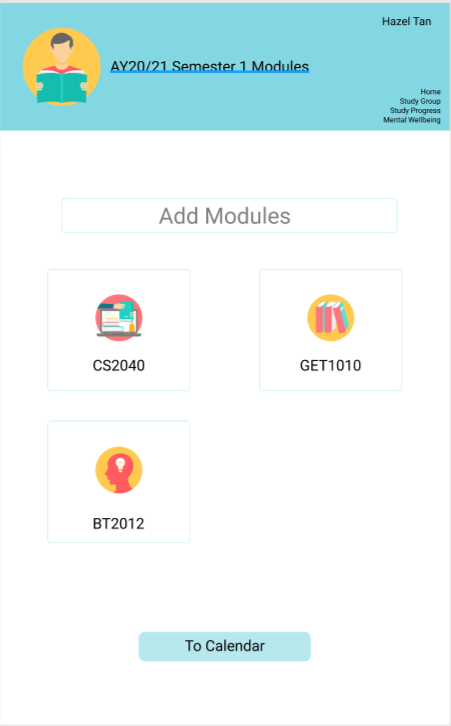 Hazel Tan
AY20/21 Semester 1 Modules
Home
Study Group
Study Progress
Mental Wellbeing
Add Modules
CS2040
GET1010
BT2012
To Calendar